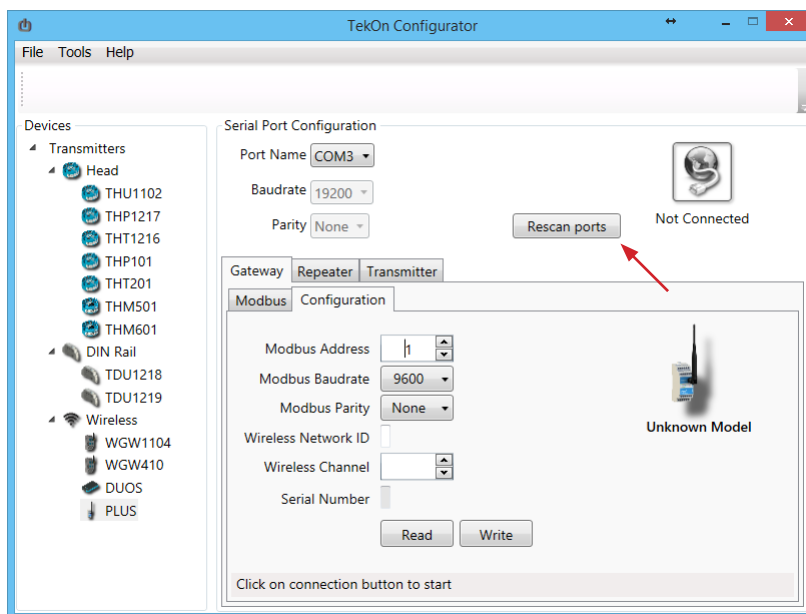 TekOn Configurator
File Tools Help
Devices
Transmitters
Head
THU1102
THP1217
THT1216
THP101
THT201
THM501
THM601
DIN Rail
TDU1218
TDU1219
Wireless
WGW1104
WGW410
DUOS
PLUS
Serial Port Configuration
Port Name COM3
Baudrate 19200
Parity None
Rescan ports
Not Connected
Gateway Repeater Transmitter
Modbus Configuration
Modbus Address 1
Modbus Baudrate 9600
Modbus Parity None
Wireless Network ID
Wireless Channel
Serial Number
Unknown Model
Read Write
Click on connection button to start